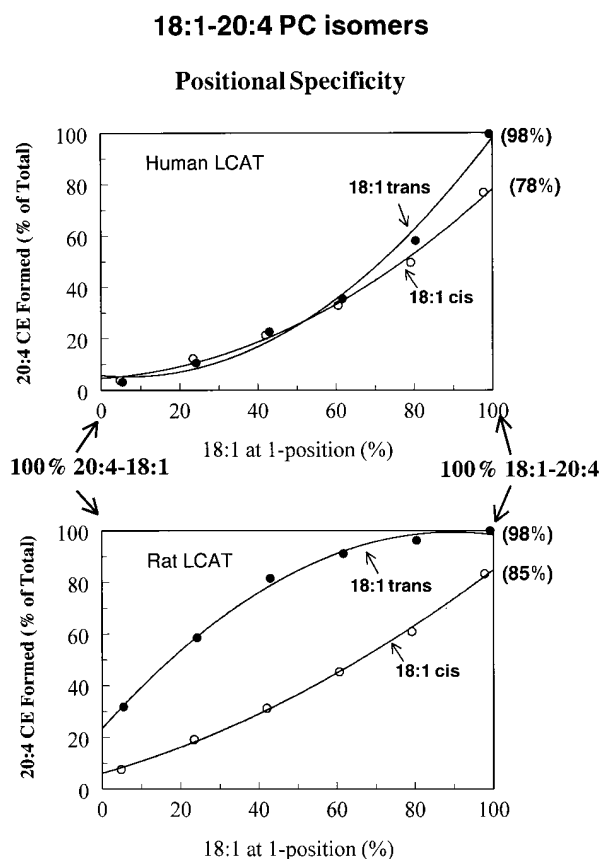 18:1-20:4 PC isomers
Positional Specificity
20:4 CE Formed (% of Total)
100
80
60
40
20
0
Human LCAT
18:1 trans
18:1 cis
(98%)
(78%)
0 20 40 60 80 100
18:1 at 1-position (%)
100% 20:4-18:1
100% 18:1-20:4
20:4 CE Formed (% of Total)
100
80
60
40
20
0
Rat LCAT
18:1 trans
18:1 cis
(98%)
(85%)
0 20 40 60 80 100
18:1 at 1-position (%)